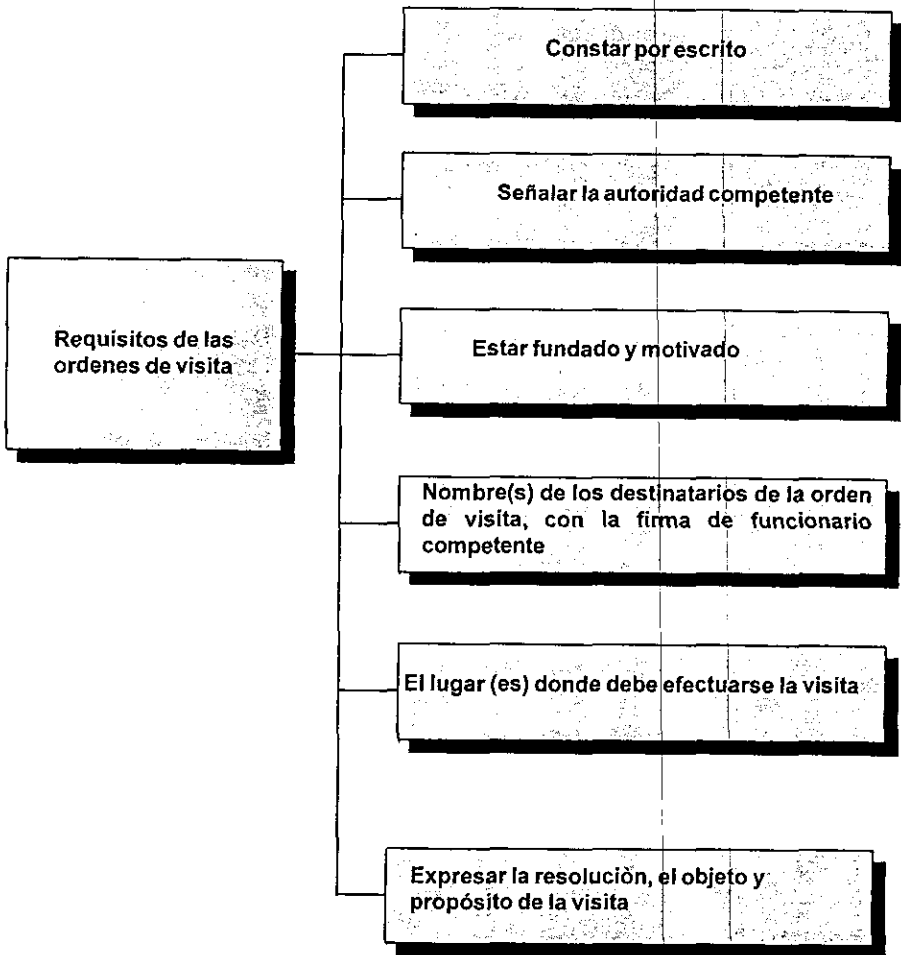 Constar por escrito
Señalar la autoridad competente
Requisitos de las
ordenes de visita
Estar fundado y motivado
Nombre(s) de los destinatarios de la orden
de visita, con la firma de funcionario
competente
El lugar (es) donde debe efectuarse la visita
Expresar la resolución, el objeto y
propósito de la visita